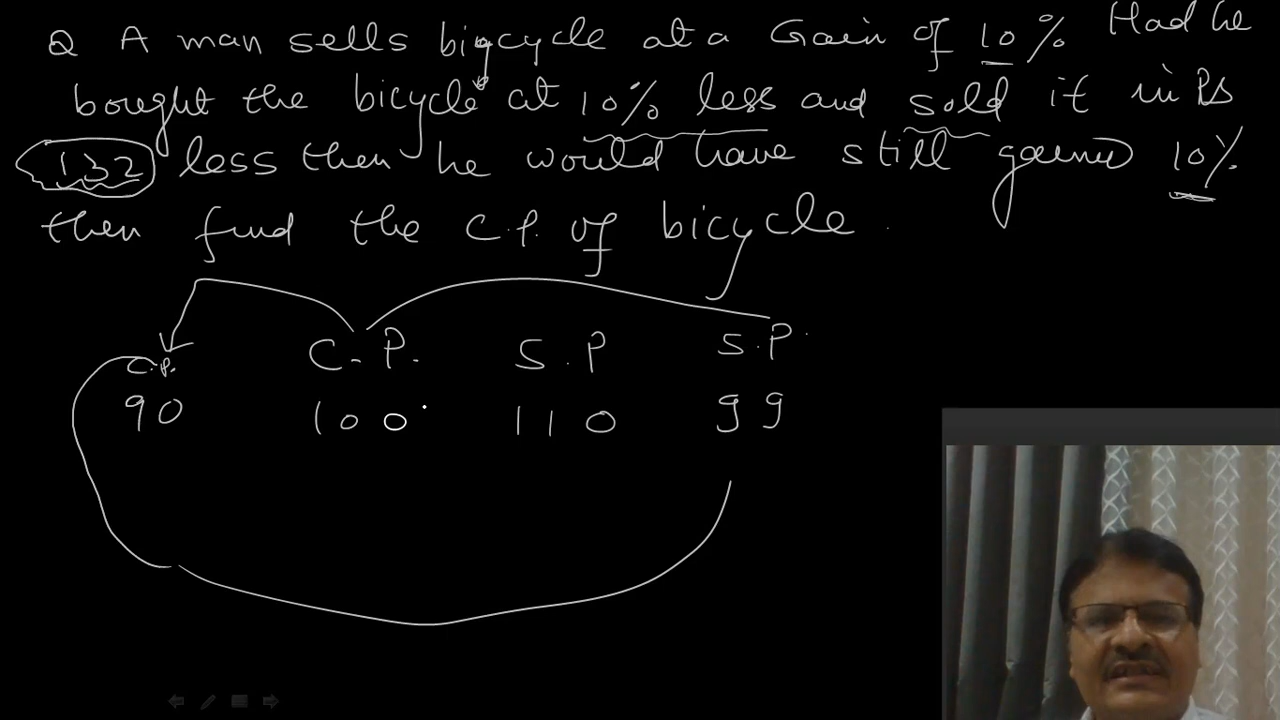 Q A man sells bicycle at a Gain of 10% Had he
bought the bicycle at 10% less and sold it in Rs
132 less then he would have still gained 10%
then find the C.P. of bicycle.
C.P. C.P. S.P S.P.
90 100 110 99